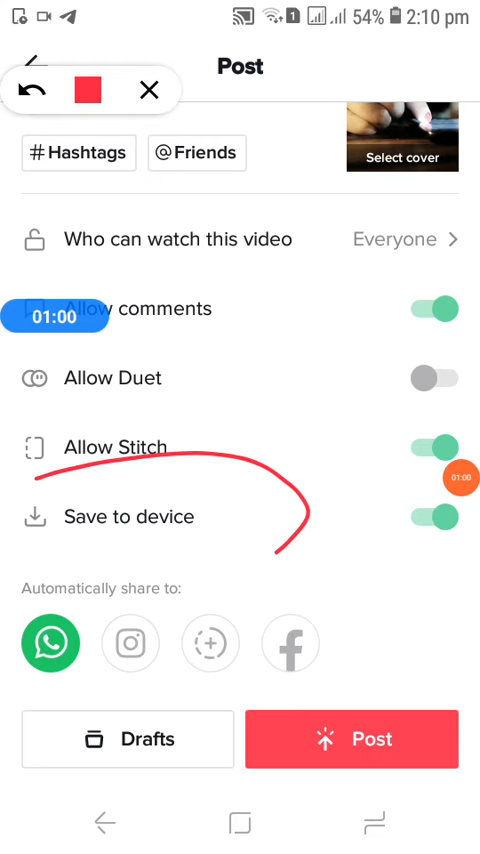 1 54% 2:10 pm
Post
#Hashtags @Friends
Select cover
Who can watch this video Everyone
Allow comments
01:00
Allow Duet
Allow Stitch
01:00
Save to device
Automatically share to:
Drafts Post